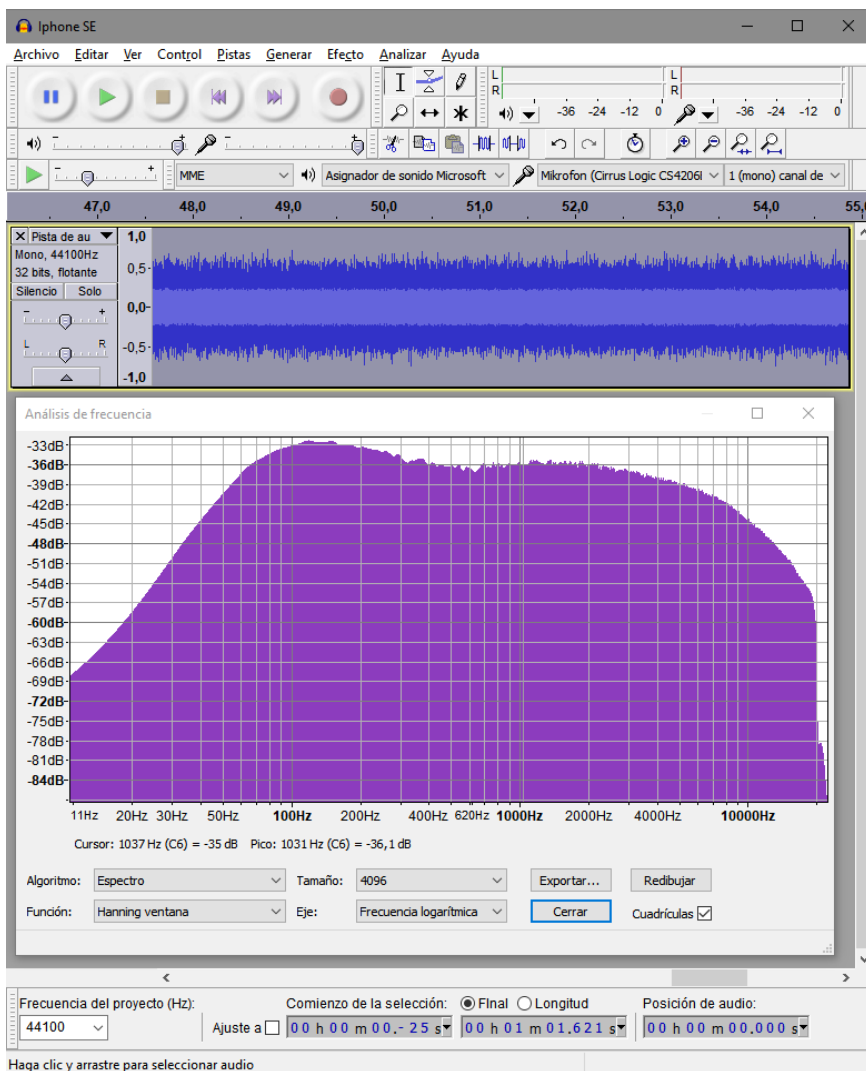 Iphone SE
Archivo Editar Ver Control Pistas Generar Efecto Analizar Ayuda
L
R
-36 -24 -12 0
L
R
-36 -24 -12 0
- +
MME
Asignador de sonido Microsoft
Mikrofon (Cirrus Logic CS4206I
1 (mono) canal de
47,0 48,0 49,0 50,0 51,0 52,0 53,0 54,0 55,
Pista de au
Mono, 44100Hz
32 bits, flotante
Silencio Solo
- +
L R
1,0
0,5
0,0
-0,5
-1,0
Análisis de frecuencia
-33dB
-36dB
-39dB
-42dB
-45dB
-48dB
-51dB
-54dB
-57dB
-60dB
-63dB
-66dB
-69dB
-72dB
-75dB
-78dB
-81dB
-84dB
11Hz 20Hz 30Hz 50Hz 100Hz 200Hz 400Hz 620Hz 1000Hz 2000Hz 4000Hz 10000Hz
Cursor: 1037 Hz (C6) = -35 dB Pico: 1031 Hz (C6) = -36,1 dB
Algoritmo: Espectro Tamaño: 4096 Exportar... Redibujar
Función: Hanning ventana Eje: Frecuencia logarítmica Cerrar Cuadrículas
Frecuencia del proyecto (Hz): Comienzo de la selección: FInal Longitud Posición de audio:
44100 Ajuste a 00 h 00 m 00.- 25 s 00 h 01 m 01.621 s 00 h 00 m 00.000 s
Haga clic y arrastre para seleccionar audio